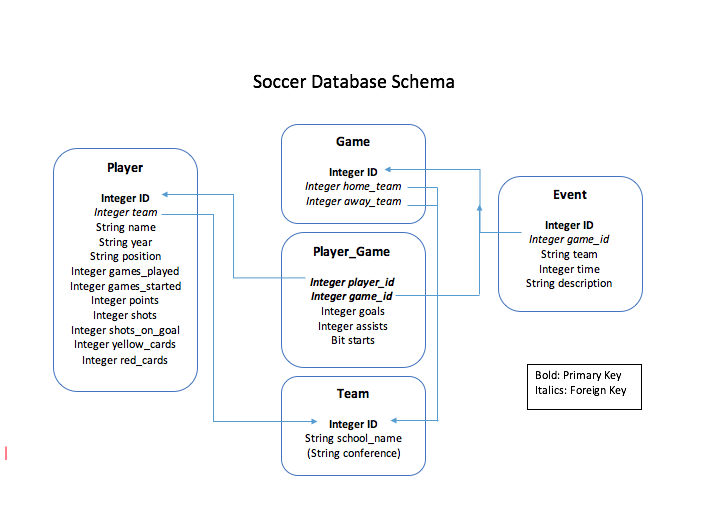 Soccer Database Schema
Player
Integer ID
Integer team
String name
String year
String position
Integer games_played
Integer games_started
Integer points
Integer shots
Integer shots_on_goal
Integer yellow_cards
Integer red_cards
Game
Integer ID
Integer home_team
Integer away_team
Player_Game
Integer player_id
Integer game_id
Integer goals
Integer assists
Bit starts
Team
Integer ID
String school_name
(String conference)
Event
Integer ID
Integer game_id
String team
Integer time
String description
Bold: Primary Key
Italics: Foreign Key